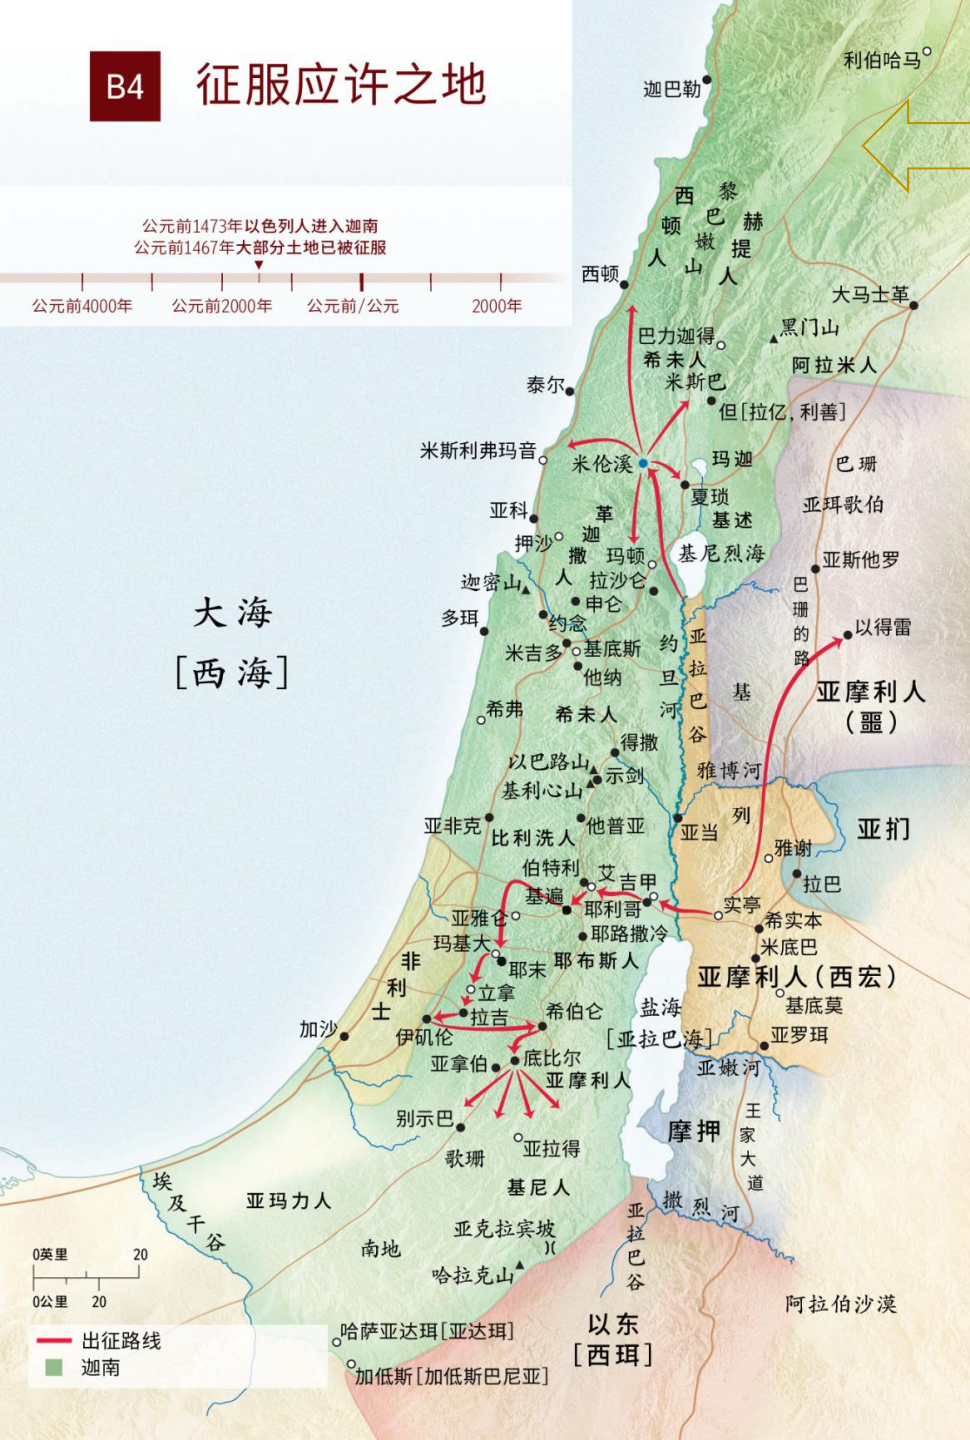 B4 征服应许之地
公元前1473年以色列人进入迦南
公元前1467年大部分土地已被征服
公元前4000年 公元前2000年 公元前/公元 2000年
利伯哈马
迦巴勒
西顿人
黎巴嫩山
赫提人
西顿
大马士革
巴力迦得
黑门山
希未人
阿拉米人
米斯巴
泰尔
但[拉亿, 利善]
米斯利弗玛音
米伦溪
玛迦
巴珊
夏琐
亚珥歌伯
亚科
革迦撒人
基述
押沙
玛顿
基尼烈海
亚斯他罗
迦密山
拉沙仑
申仑
巴珊的路
多珥
约念
以得雷
大海
[西海]
米吉多
基底斯
约旦河
亚拉巴谷
他纳
基列
亚摩利人
(噩)
希弗
希未人
得撒
以巴路山
示剑
雅博河
基利心山
亚非克
比利洗人
他普亚
亚当
亚扪
雅谢
伯特利
艾
吉甲
拉巴
基遍
耶利哥
实亭
亚雅仑
希实本
耶路撒冷
玛基大
米底巴
耶末
耶布斯人
非利士
亚摩利人(西宏)
立拿
基底莫
盐海
[亚拉巴海]
加沙
伊矶伦
拉吉
希伯仑
亚罗珥
亚拿伯
底比尔
亚嫩河
亚摩利人
别示巴
王家大道
摩押
亚拉得
歌珊
埃及干谷
亚玛力人
基尼人
撒烈河
亚克拉宾坡
亚拉巴谷
南地
哈拉克山
0英里 20
0公里 20
阿拉伯沙漠
以东
[西珥]
出征路线
迦南
哈萨亚达珥[亚达珥]
加低斯[加低斯巴尼亚]